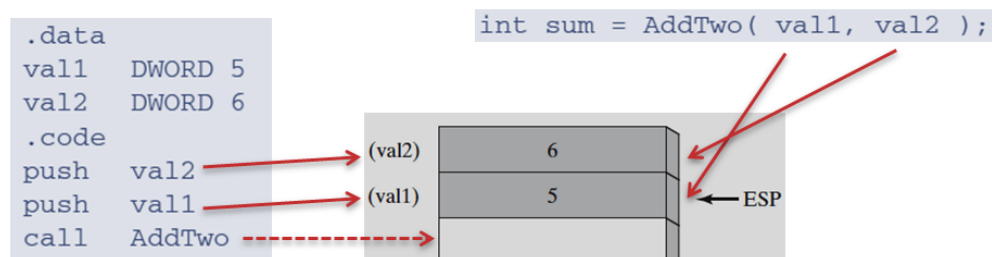 int sum = AddTwo( val1, val2 );
.data
val1 DWORD 5
val2 DWORD 6
.code
push val2
push val1
call AddTwo
(val2) 6
(val1) 5 ESP